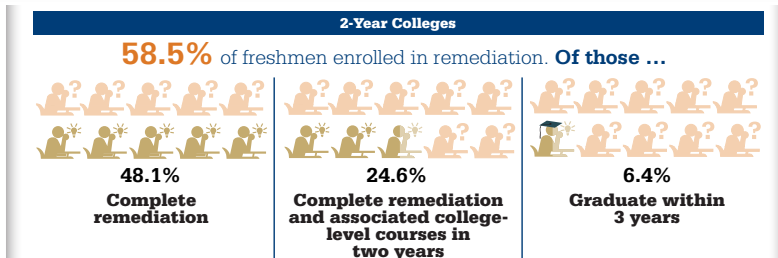 2-Year Colleges
58.5% of freshmen enrolled in remediation. Of those ...
? ? ? ? ?
? ? ? ? ?
? ? ? ? ?
? ?
? ? ? ?
48.1%
Complete
remediation
24.6%
Complete remediation
and associated college-
level courses in
two years
6.4%
Graduate within
3 years